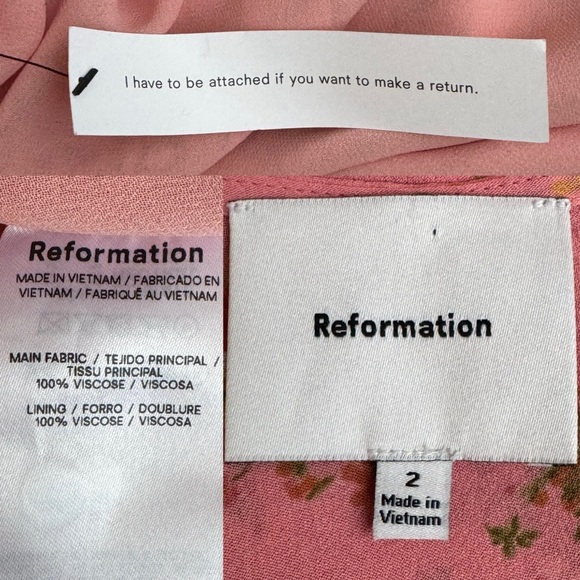 I have to be attached if you want to make a return.
Reformation
MADE IN VIETNAM / FABRICADO EN
VIETNAM / FABRIQUÉ AU VIETNAM
MAIN FABRIC / TEJIDO PRINCIPAL /
TISSU PRINCIPAL
100% VISCOSE / VISCOSA
LINING / FORRO / DOUBLURE
100% VISCOSE / VISCOSA
Reformation
2
Made in
Vietnam